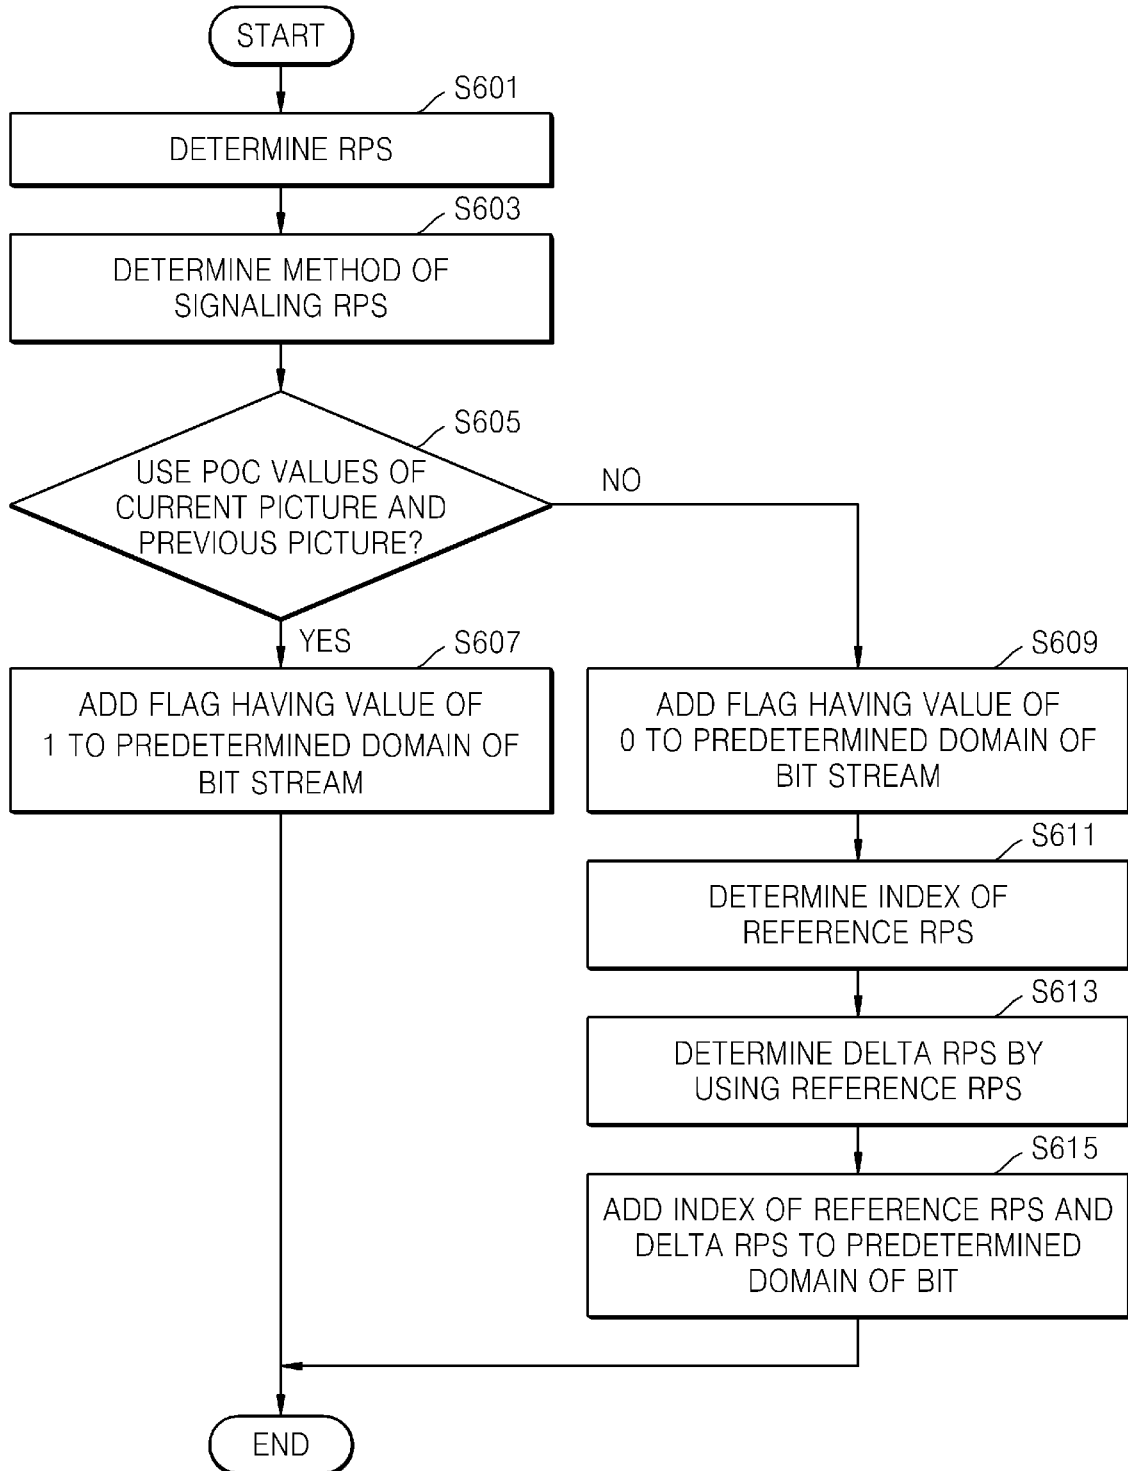 START
S601
DETERMINE RPS
S603
DETERMINE METHOD OF
SIGNALING RPS
S605
USE POC VALUES OF
CURRENT PICTURE AND
PREVIOUS PICTURE?
NO
YES
S607
ADD FLAG HAVING VALUE OF
1 TO PREDETERMINED DOMAIN OF
BIT STREAM
S609
ADD FLAG HAVING VALUE OF
0 TO PREDETERMINED DOMAIN OF
BIT STREAM
S611
DETERMINE INDEX OF
REFERENCE RPS
S613
DETERMINE DELTA RPS BY
USING REFERENCE RPS
S615
ADD INDEX OF REFERENCE RPS AND
DELTA RPS TO PREDETERMINED
DOMAIN OF BIT
END